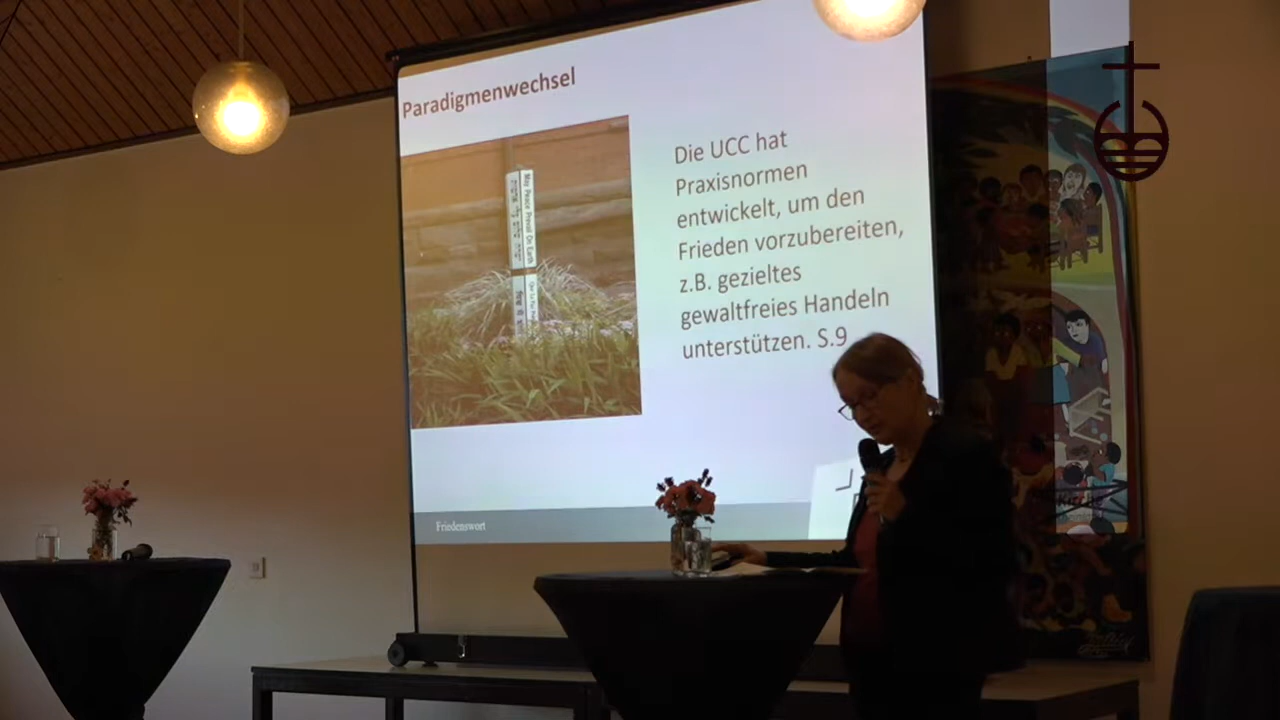 Paradigmenwechsel
Die UCC hat
Praxisnormen
entwickelt, um den
Frieden vorzubereiten,
z.B. gezieltes
gewaltfreies Handeln
unterstützen. S.9
May Peace Prevail On Earth
Friedenswort
Kirche